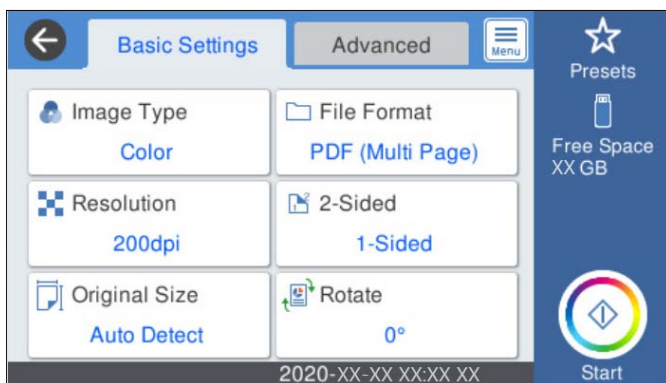 Basic Settings
Advanced
Menu
Presets
Image Type
Color
File Format
PDF (Multi Page)
Free Space
XX GB
Resolution
200dpi
2-Sided
1-Sided
Original Size
Auto Detect
Rotate
0°
2020-XX-XX XX:XX XX
Start